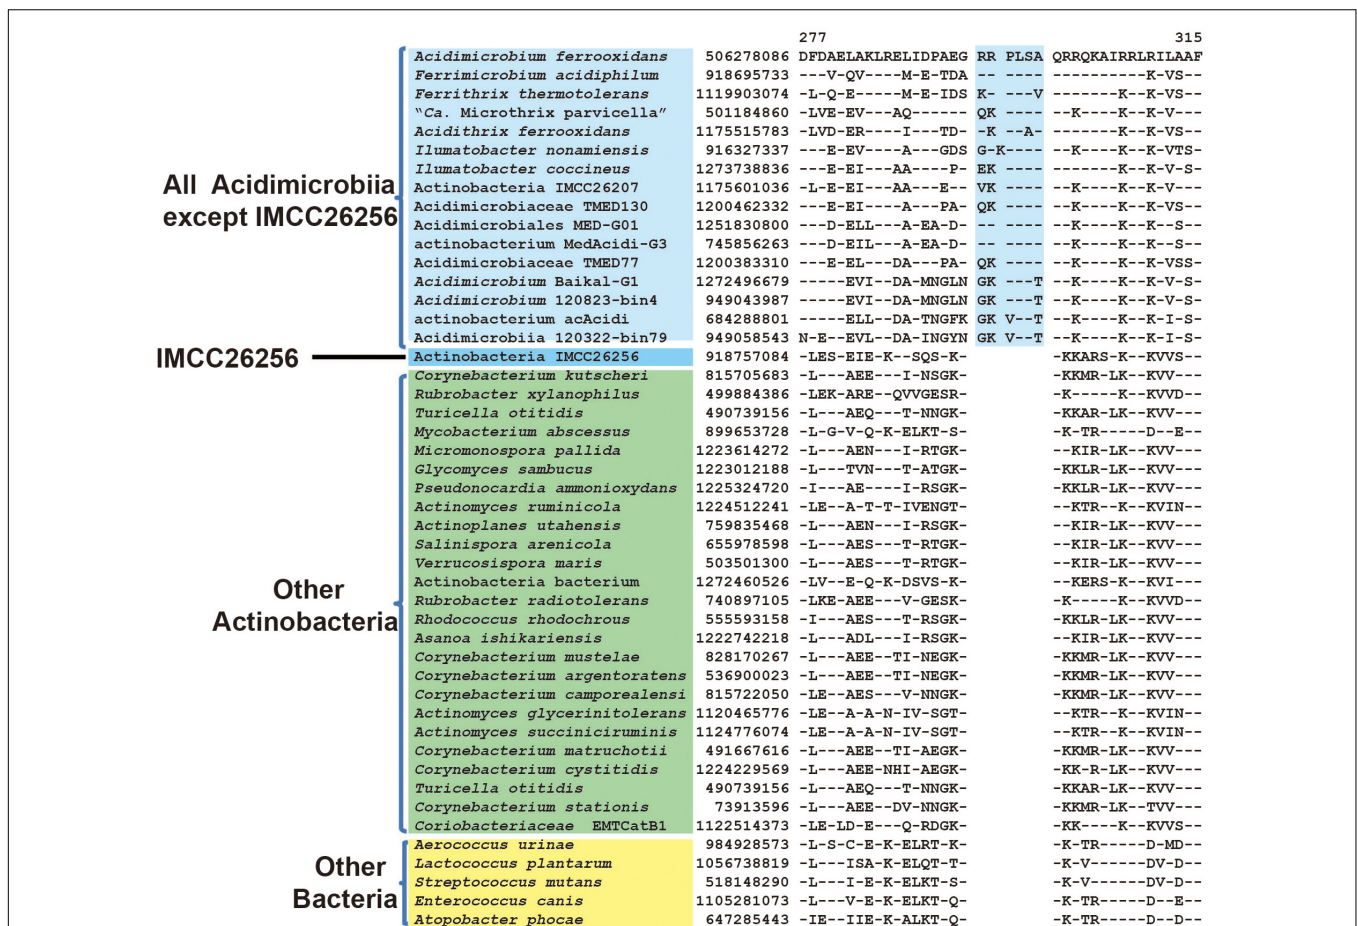 277 315
Acidimicrobium ferrooxidans 506278086 DFDAELAKLRELIDPAEG RR PLSA QRRQKAIRRLRILAAF
Ferrimicrobium acidiphilum 918695733 ---V-QV----M-E-TDA -- ---- ----------K-VS--
Ferrithrix thermotolerans 1119903074 -L-Q-E-----M-E-IDS K- ---V --------K--K-VS--
"Ca. Microthrix parvicella" 501184860 -LVE-EV---AQ------ QK ---- --K----K--K-VS--
Acidithrix ferrooxidans 1175515783 -LVD-ER----I---TD- -K --A- -------K--K-VS--
Ilumatobacter nonamiensis 916327337 ---E-EV----A---GDS G-K---- --K----K--K-VTS-
Ilumatobacter coccineus 1273738836 ---E-EI---AA----P- EK ---- --K----K--K-V-S
Actinobacteria IMCC26207 1175601036 -L-E-EI---AA---E-- VK ---- --K----K--K-VS--
Acidimicrobiaceae TMED130 1200462332 ---E-EI----A---PA- QK ---- --K----K--K-VS--
Acidimicrobiales MED-G01 1251830800 ---D-ELL---A-EA-D- -- ---- --K----K--K--S--
actinobacterium MedAcidi-G3 745856263 ---D-EIL---A-EA-D- -- ---- --K----K--K--S--
Acidimicrobiaceae TMED77 1200383310 ---E-EL----DA---PA- QK ---- --K----K--K-VSS-
Acidimicrobium Baikal-G1 1272496679 -----EVI--DA-MNGLN GK ---T --K----K--K-V-S-
Acidimicrobium 120823-bin4 949043987 -----EVI--DA-MNGLN GK ---T --K----K--K-V-S-
actinobacterium acAcidi 684288801 -----ELL--DA-TNGFK GK V--T --K----K--K-I-S-
Acidimicrobiia 120322-bin79 949058543 N-E--EVL--DA-INGYN GK V--T --K----K--K-I-S-
All Acidimicrobiia
except IMCC26256
IMCC26256
Actinobacteria IMCC26256 918757084 -LES-EIE-K---SQS-K- -KKARS-K--KVVS--
Corynebacterium kutscheri 815705683 -L---AEE---I-NSGK- -KKMR-LK--KVV---
Rubrobacter xylanophilus 499884386 -LEK-ARE--QVVGESR- -K-----K--KVVD--
Turicella otitidis 490739156 -L---AEQ---T-NNGK- -KKAR-LK--KVV---
Mycobacterium abscessus 899653728 -L-G-V-Q-K-ELKT-S- -K-TR-----D--E--
Micromonospora pallida 1223614272 -L---AEN---I-RTGK- --KIR-LK--KVV---
Glycomyces sambucus 1223012188 -L---TVN---T-ATGK- -KKLR-LK--KVV---
Pseudonocardia ammonioxydans 1225324720 -I---AE----I-RSGK- -KKLR-LK--KVV---
Actinomyces ruminicola 1224512241 -LE--A-T-T-IVENGT- --KTR--K--KVIN--
Actinoplanes utahensis 759835468 -L---AEN---I-RSGK- --KIR-LK--KVV---
Salinispora arenicola 655978598 -L---AES---T-RTGK- --KIR-LK--KVV---
Verrucosispora maris 503501300 -L---AES---T-RTGK- --KIR-LK--KVV---
Actinobacteria bacterium 1272460526 -LV--E-Q-K-DSVS-K- --KERS-K--KVI---
Rubrobacter radiotolerans 740897105 -LKE-AEE---V-GESK- -K-----K--KVVD--
Rhodococcus rhodochrous 555593158 -I---AES---T-RSGK- -KKLR-LK--KVV---
Asanoa ishikariensis 1222742218 -L---ADL---I-RSGK- --KIR-LK--KVV---
Corynebacterium mustelae 828170267 -L---AEE--TI-NEGK- -KKMR-LK--KVV---
Corynebacterium argentoratens 536900023 -L---AEE--TI-NEGK- -KKMR-LK--KVV---
Corynebacterium camporealensi 815722050 -LE--AES---V-NNGK- -KKMR-LK--KVV---
Actinomyces glycerinitolerans 1120465776 -LE--A-A-N-IV-SGT- --KTR--K--KVIN--
Actinomyces succiniciruminis 1124776074 -LE--A-A-N-IV-SGT- --KTR--K--KVIN--
Corynebacterium matruchotii 491667616 -L---AEE--TI-AEGK- -KKMR-LK--KVV---
Corynebacterium cystitidis 1224229569 -L---AEE-NHI-AEGK- -KK-R-LK--KVV---
Turicella otitidis 490739156 -L---AEQ---T-NNGK- -KKAR-LK--KVV---
Corynebacterium stationis 73913596 -L---AEE--DV-NNGK- -KKMR-LK--TVV---
Coriobacteriaceae EMTCatB1 1122514373 -LE-LD-E---Q-RDGK- -KK----K--KVVS--
Other
Actinobacteria
Aerococcus urinae 984928573 -L-S-C-E-K-ELRT-K- -K-TR-----D-MD--
Lactococcus plantarum 1056738819 -L---ISA-K-ELQT-T- -K-V------DV-D--
Streptococcus mutans 518148290 -L---I-E-K-ELKT-S- -K-V------DV-D--
Enterococcus canis 1105281073 -L---V-E-K-ELKT-Q- -K-TR-----D--E--
Atopobacter phocae 647285443 -IE--IIE-K-ALKT-Q- -K-TR-----D--D--
Other
Bacteria